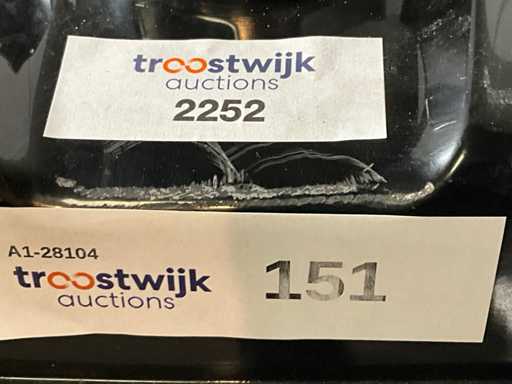 troostwijk
auctions
2252
A1-28104
troostwijk
auctions
151